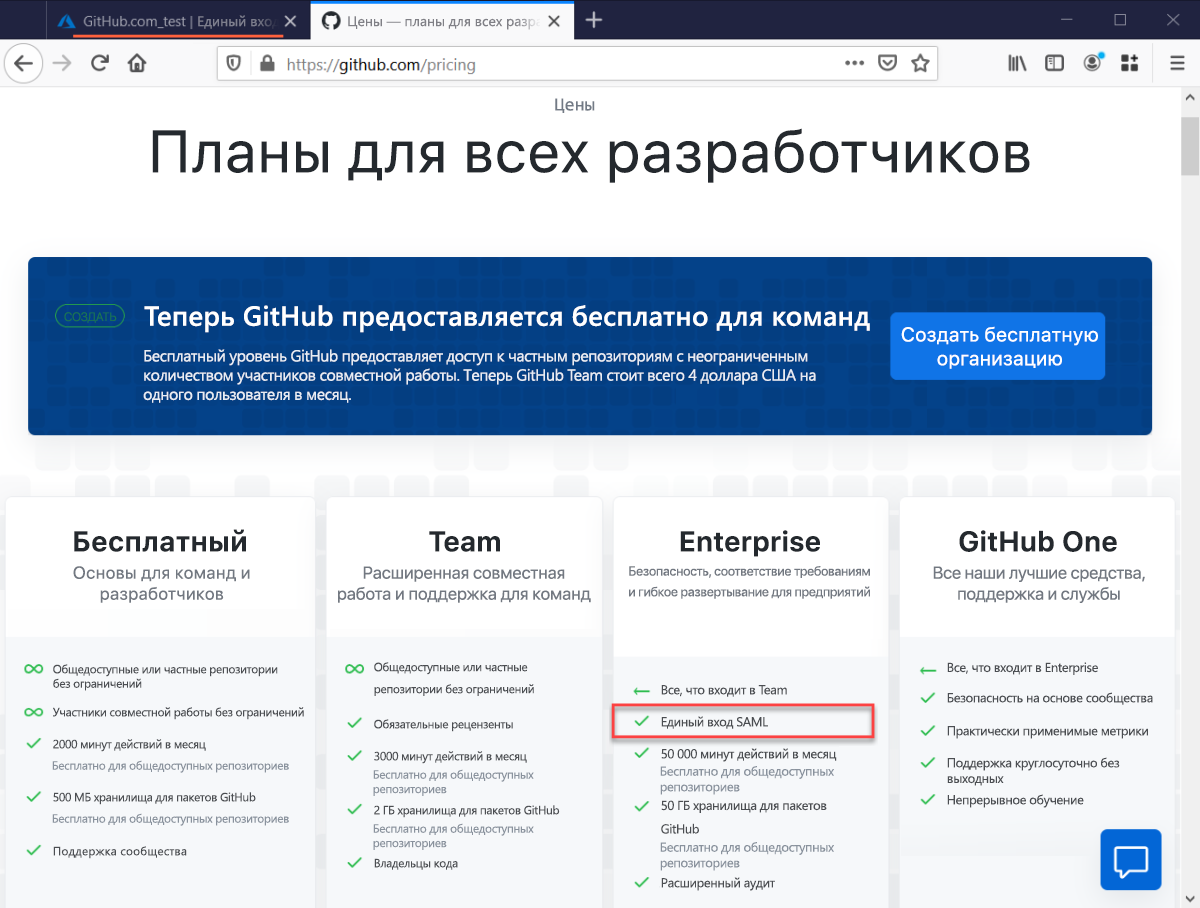 GitHub.com_test | Единый вход
Цены — планы для всех разр
https://github.com/pricing
Цены
Планы для всех разработчиков
СОЗДАТЬ
Теперь GitHub предоставляется бесплатно для команд
Бесплатный уровень GitHub предоставляет доступ к частным репозиториям с неограниченным
количеством участников совместной работы. Теперь GitHub Team стоит всего 4 доллара США на
одного пользователя в месяц.
Создать бесплатную
организацию
Бесплатный
Основы для команд и
разработчиков
Общедоступные или частные репозитории
без ограничений
Участники совместной работы без ограничений
2000 минут действий в месяц
Бесплатно для общедоступных репозиториев
500 МБ хранилища для пакетов GitHub
Бесплатно для общедоступных репозиториев
Поддержка сообщества
Team
Расширенная совместная
работа и поддержка для команд
Общедоступные или частные
репозитории без ограничений
Обязательные рецензенты
3000 минут действий в месяц
Бесплатно для общедоступных
репозиториев
2 ГБ хранилища для пакетов GitHub
Бесплатно для общедоступных
репозиториев
Владельцы кода
Enterprise
Безопасность, соответствие требованиям
и гибкое развертывание для предприятий
Все, что входит в Team
Единый вход SAML
50 000 минут действий в месяц
Бесплатно для общедоступных
репозиториев
50 ГБ хранилища для пакетов
GitHub
Бесплатно для общедоступных
репозиториев
Расширенный аудит
GitHub One
Все наши лучшие средства,
поддержка и службы
Все, что входит в Enterprise
Безопасность на основе сообщества
Практически применимые метрики
Поддержка круглосуточно без
выходных
Непрерывное обучение